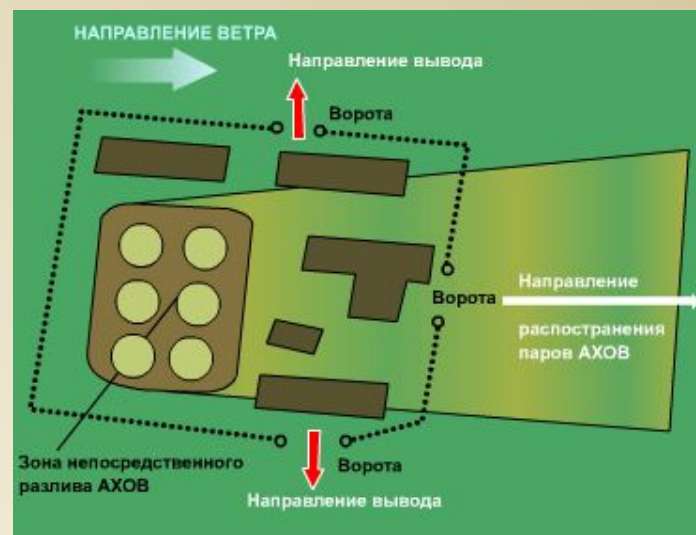 НАПРАВЛЕНИЕ ВЕТРА
Направление вывода
Ворота
Направление
Ворота
распостранения
паров АХОВ
Зона непосредственного
разлива АХОВ
Ворота
Направление вывода